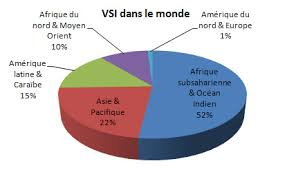 VSI dans le monde
Afrique du
nord & Moyen
Orient
10%
Amérique du
nord & Europe
1%
Amérique
latine &
Caraïbe
15%
Asie &
Pacifique
22%
Afrique
subsaharienne
& Océan
Indien
52%